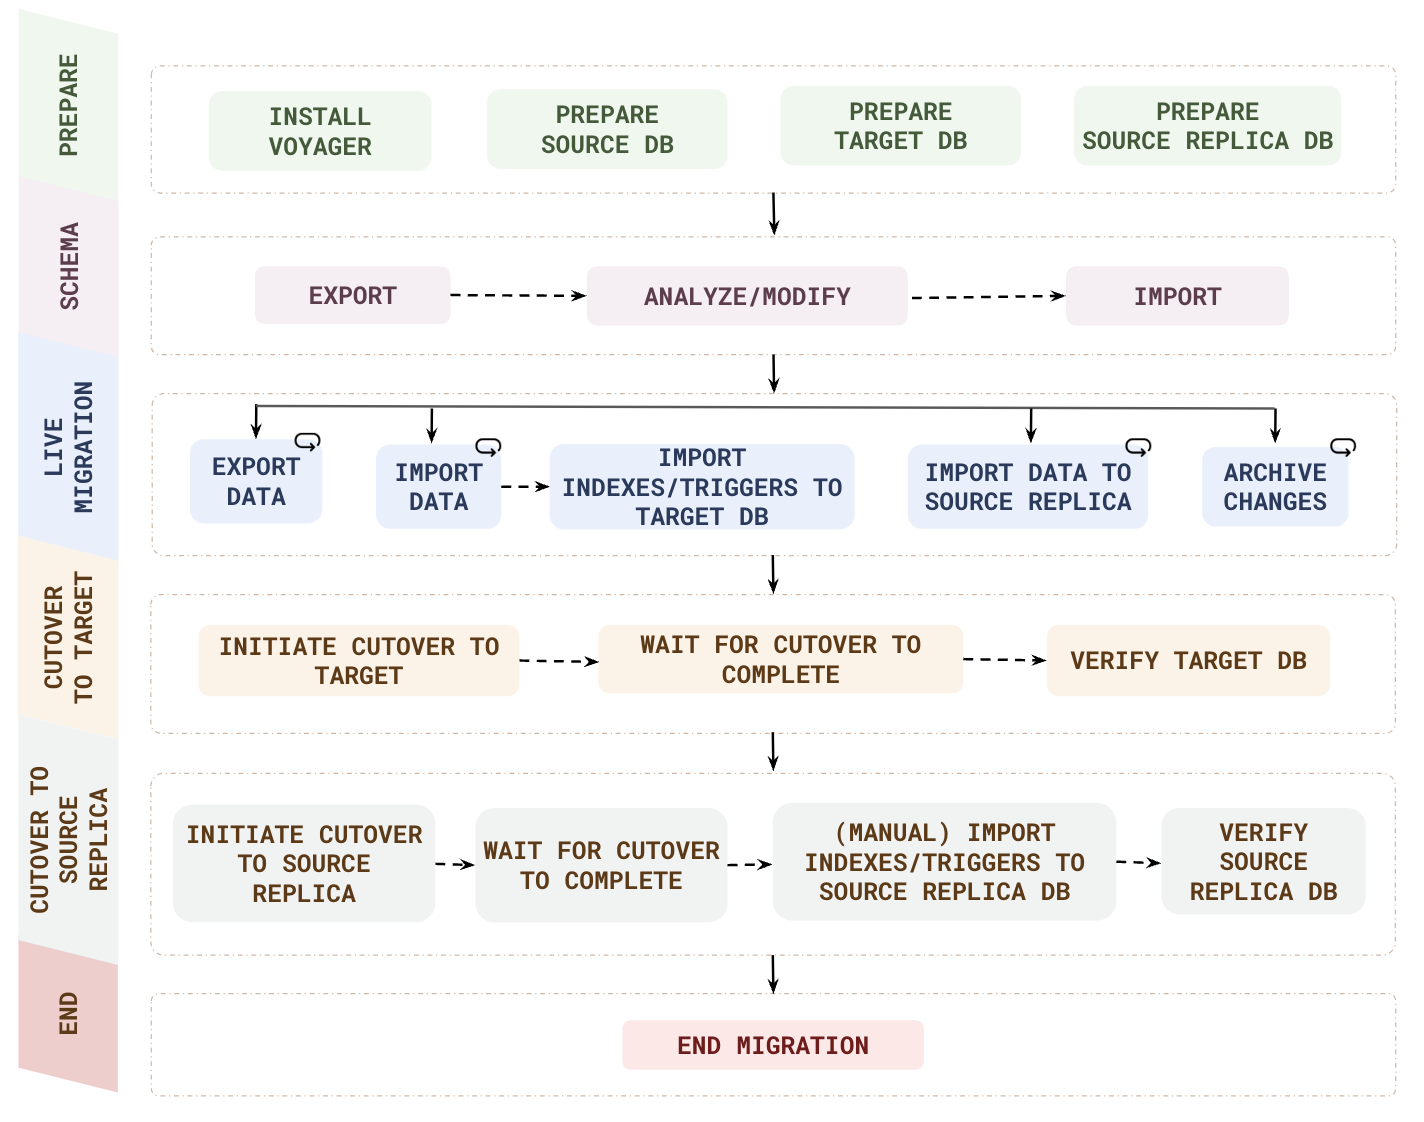 PREPARE
INSTALL
VOYAGER
PREPARE
SOURCE DB
PREPARE
TARGET DB
PREPARE
SOURCE REPLICA DB
SCHEMA
EXPORT
ANALYZE/MODIFY
IMPORT
LIVE
MIGRATION
EXPORT
DATA
IMPORT
DATA
IMPORT
INDEXES/TRIGGERS TO
TARGET DB
IMPORT DATA TO
SOURCE REPLICA
ARCHIVE
CHANGES
CUTOVER
TO TARGET
INITIATE CUTOVER TO
TARGET
WAIT FOR CUTOVER TO
COMPLETE
VERIFY TARGET DB
CUTOVER TO
SOURCE
REPLICA
INITIATE CUTOVER
TO SOURCE
REPLICA
WAIT FOR CUTOVER
TO COMPLETE
(MANUAL) IMPORT
INDEXES/TRIGGERS TO
SOURCE REPLICA DB
VERIFY
SOURCE
REPLICA DB
END
END MIGRATION